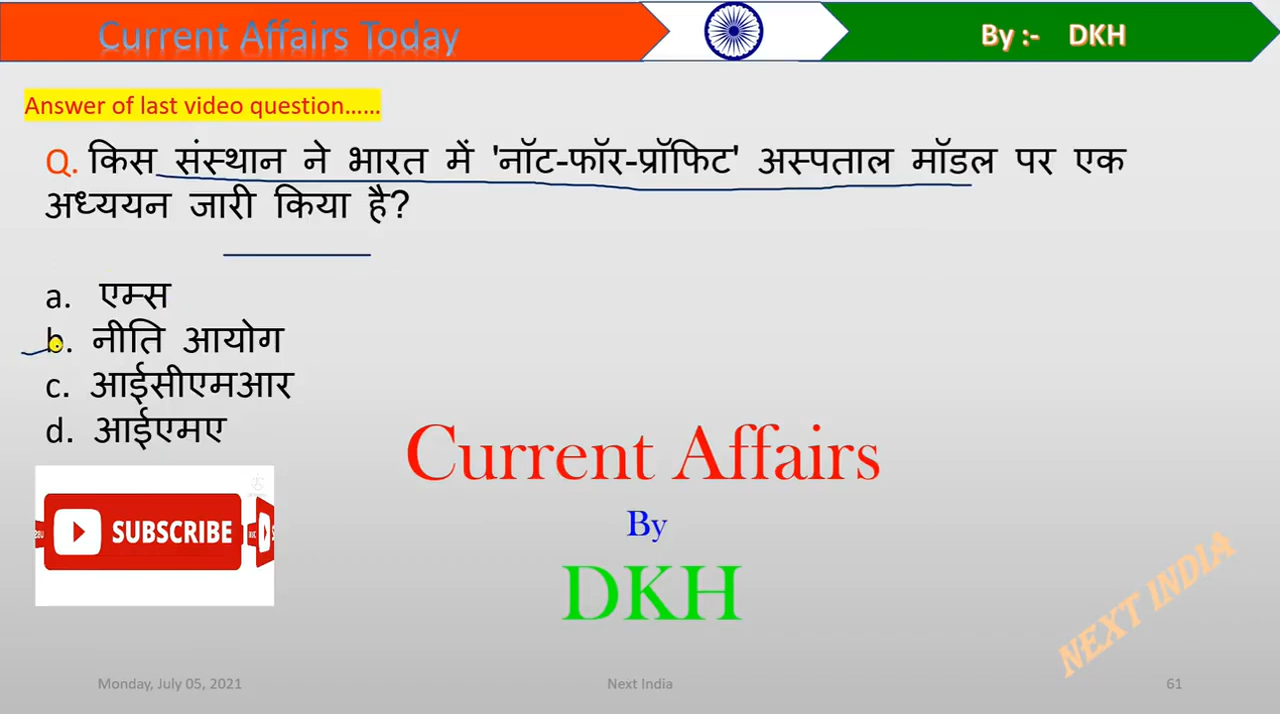 Current Affairs Today
By :- DKH
Answer of last video question......
Q. किस संस्थान ने भारत में 'नॉट-फॉर-प्रॉफिट' अस्पताल मॉडल पर एक
अध्ययन जारी किया है?
a. एम्स
b. नीति आयोग
c. आईसीएमआर
d. आईएमए
SUBSCRIBE
Current Affairs
By
DKH
NEXT INDIA
Monday, July 05, 2021
Next India
61